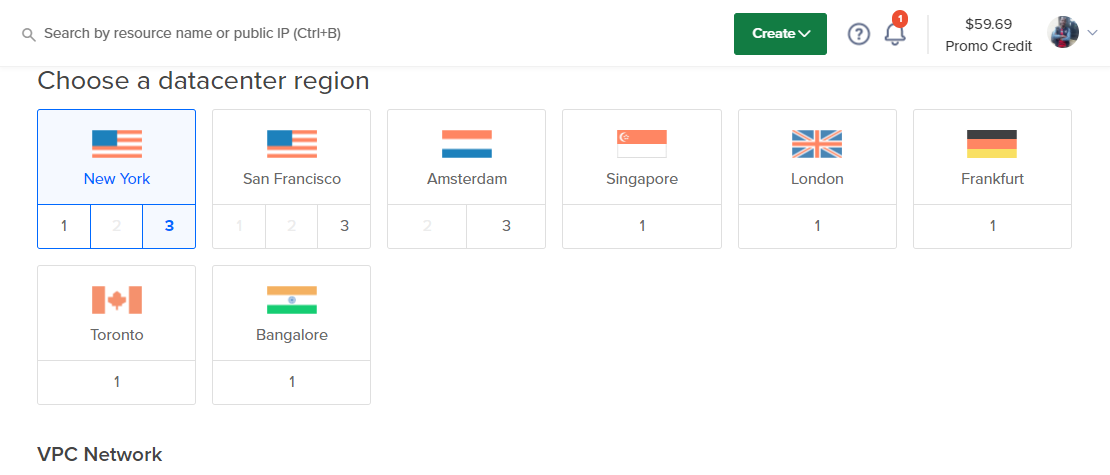 Search by resource name or public IP (Ctrl+B)
Create
?
1
$59.69
Promo Credit
Choose a datacenter region
New York
San Francisco
Amsterdam
Singapore
London
Frankfurt
1 2 3
1 2 3
2 3
1
1
1
Toronto
Bangalore
1
1
VPC Network